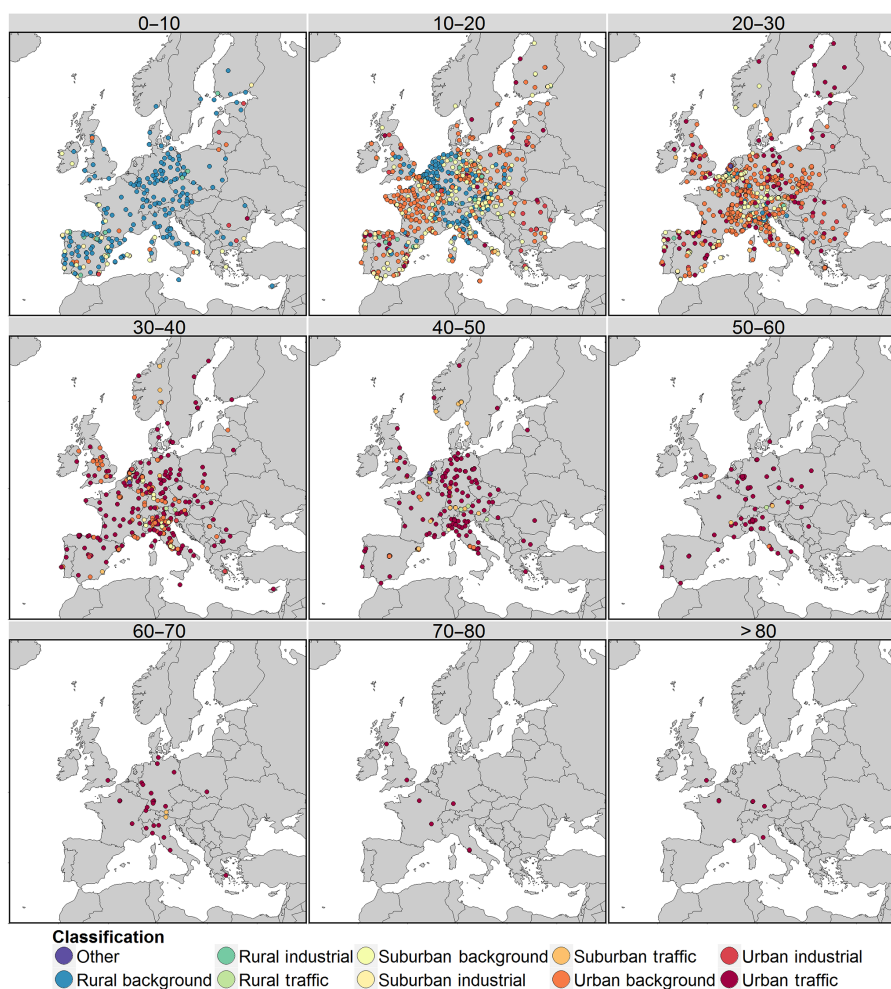 0–10 10–20 20–30
30–40 40–50 50–60
60–70 70–80 > 80
Classification
Other Rural industrial Suburban background Suburban traffic Urban industrial
Rural background Rural traffic Suburban industrial Urban background Urban traffic